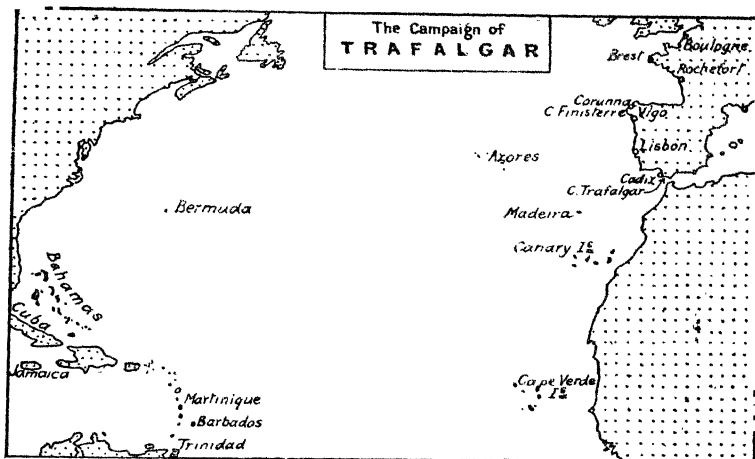 The Campaign of
TRAFALGAR
Boulogne
Brest
Rochefort
Corunna
C. Finisterre
Vigo
Lisbon
Azores
Cadix
C. Trafalgar
Bermuda
Madeira
Canary Is
Bahamas
Cuba
Jamaica
Cape Verde
Is
Martinique
Barbados
Trinidad